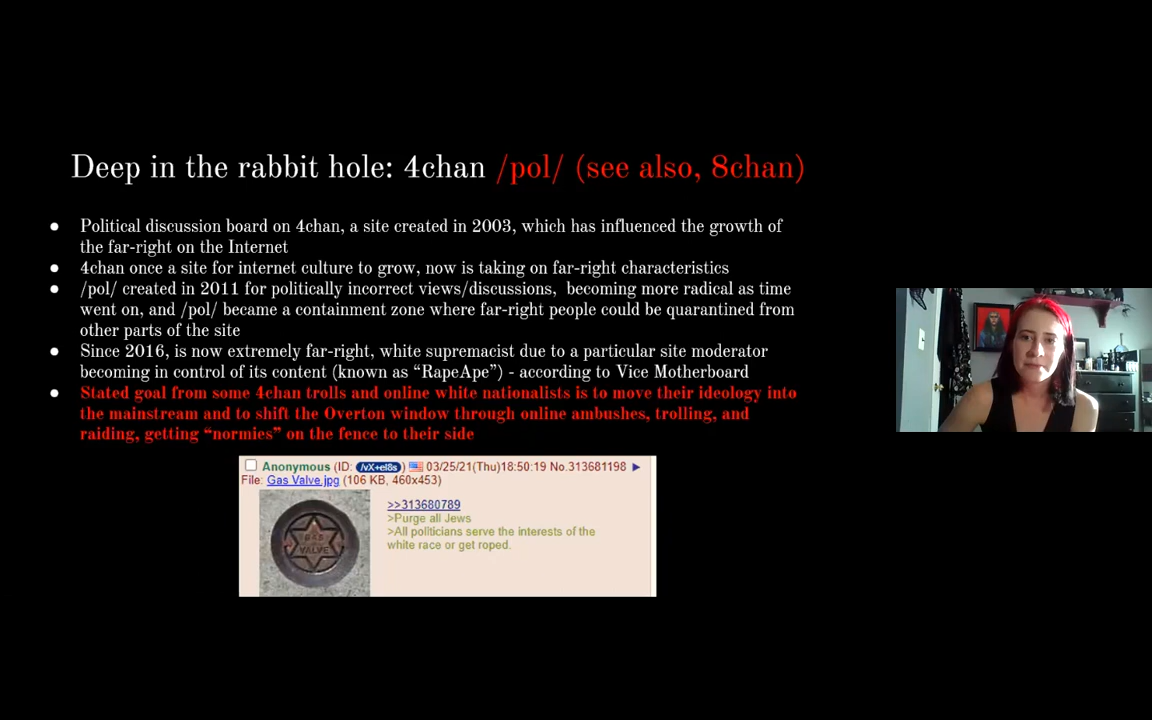 Deep in the rabbit hole: 4chan /pol/ (see also, 8chan)
● Political discussion board on 4chan, a site created in 2003, which has influenced the growth of
the far-right on the Internet
● 4chan once a site for internet culture to grow, now is taking on far-right characteristics
● /pol/ created in 2011 for politically incorrect views/discussions,  becoming more radical as time
went on, and /pol/ became a containment zone where far-right people could be quarantined from
other parts of the site
● Since 2016, is now extremely far-right, white supremacist due to a particular site moderator
becoming in control of its content (known as “RapeApe”) - according to Vice Motherboard
● Stated goal from some 4chan trolls and online white nationalists is to move their ideology into
the mainstream and to shift the Overton window through online ambushes, trolling, and
raiding, getting “normies” on the fence to their side
Anonymous (ID: /vX+el8s) 03/25/21(Thu)18:50:19 No.313681198
File: Gas Valve.jpg (106 KB, 460x453)
GAS
VALVE
>>313680789
>Purge all Jews
>All politicians serve the interests of the
white race or get roped.